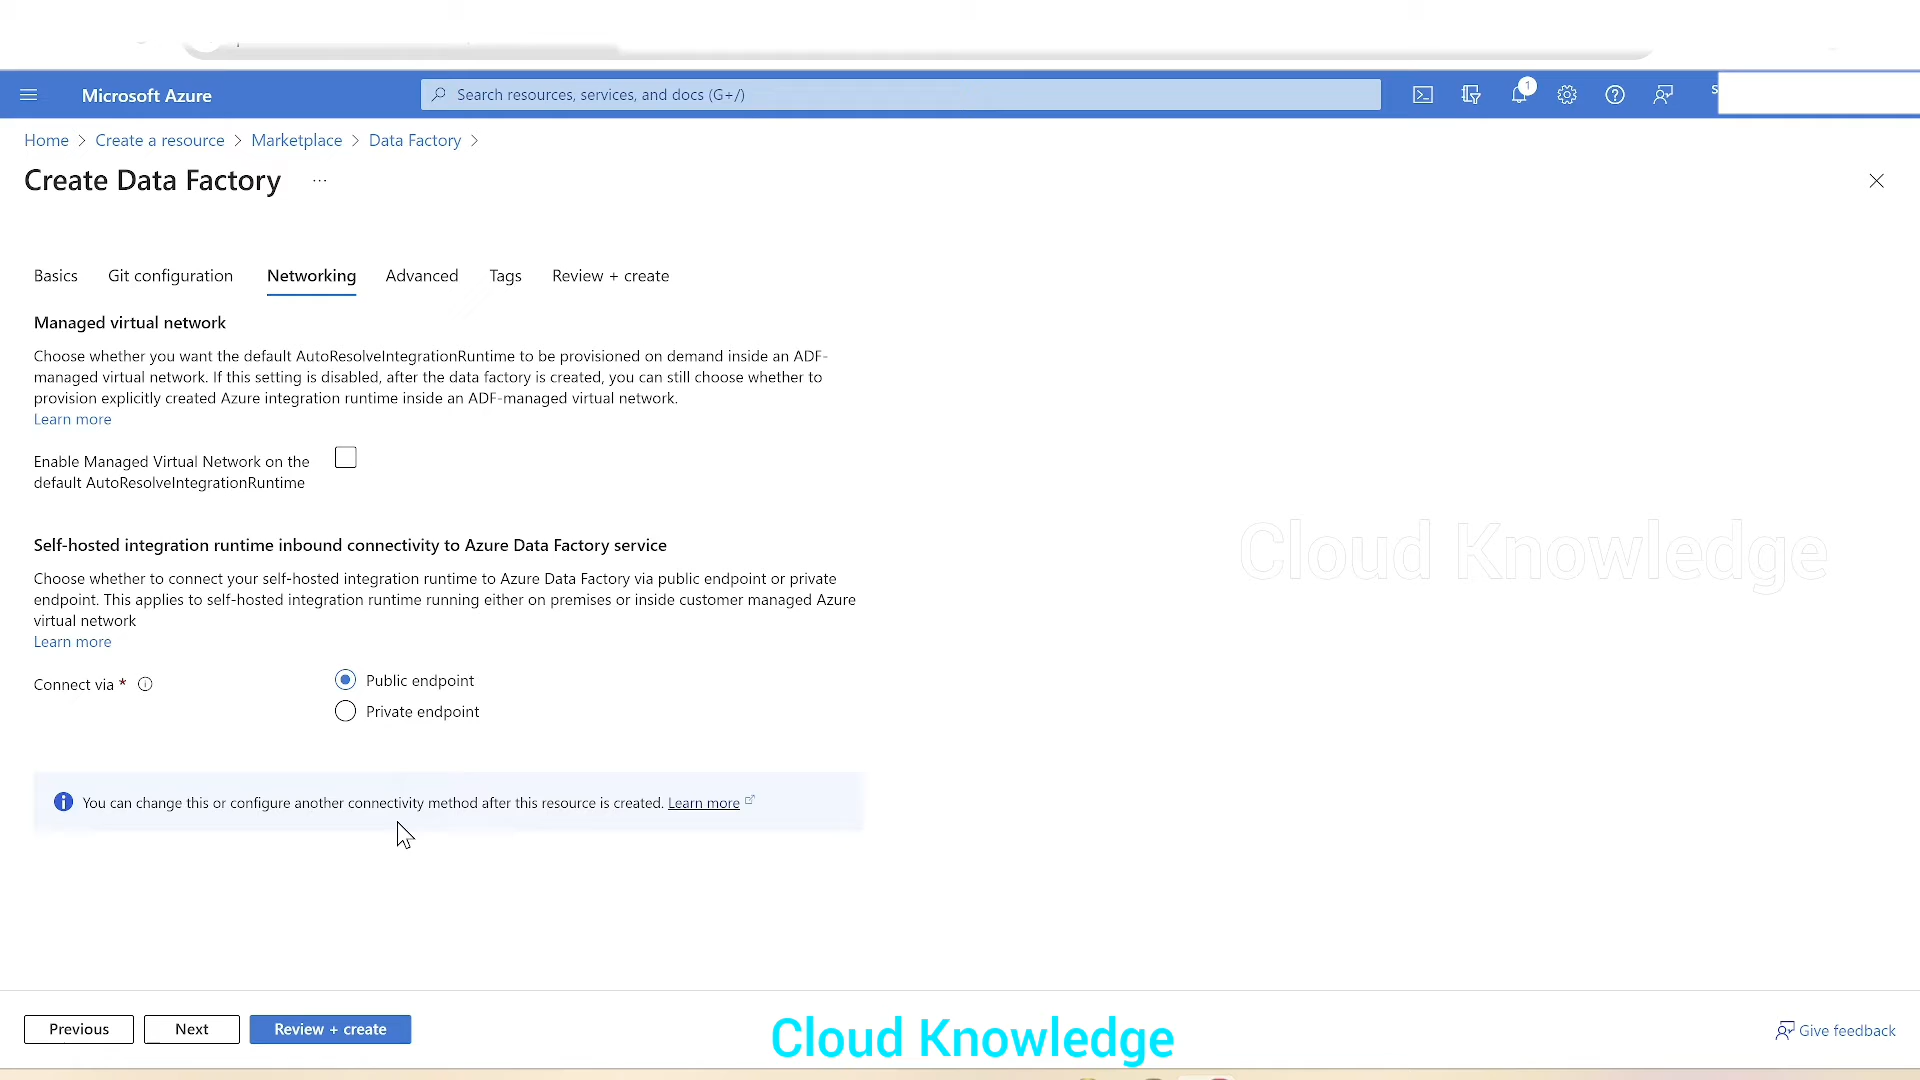 Microsoft Azure
Search resources, services, and docs (G+/)
1
Home > Create a resource > Marketplace > Data Factory >
Create Data Factory ...
Basics
Git configuration
Networking
Advanced
Tags
Review + create
Managed virtual network
Choose whether you want the default AutoResolveIntegrationRuntime to be provisioned on demand inside an ADF-
managed virtual network. If this setting is disabled, after the data factory is created, you can still choose whether to
provision explicitly created Azure integration runtime inside an ADF-managed virtual network.
Learn more
Enable Managed Virtual Network on the
default AutoResolveIntegrationRuntime
Self-hosted integration runtime inbound connectivity to Azure Data Factory service
Choose whether to connect your self-hosted integration runtime to Azure Data Factory via public endpoint or private
endpoint. This applies to self-hosted integration runtime running either on premises or inside customer managed Azure
virtual network
Learn more
Connect via *
Public endpoint
Private endpoint
You can change this or configure another connectivity method after this resource is created. Learn more
Cloud Knowledge
Previous
Next
Review + create
Cloud Knowledge
Give feedback